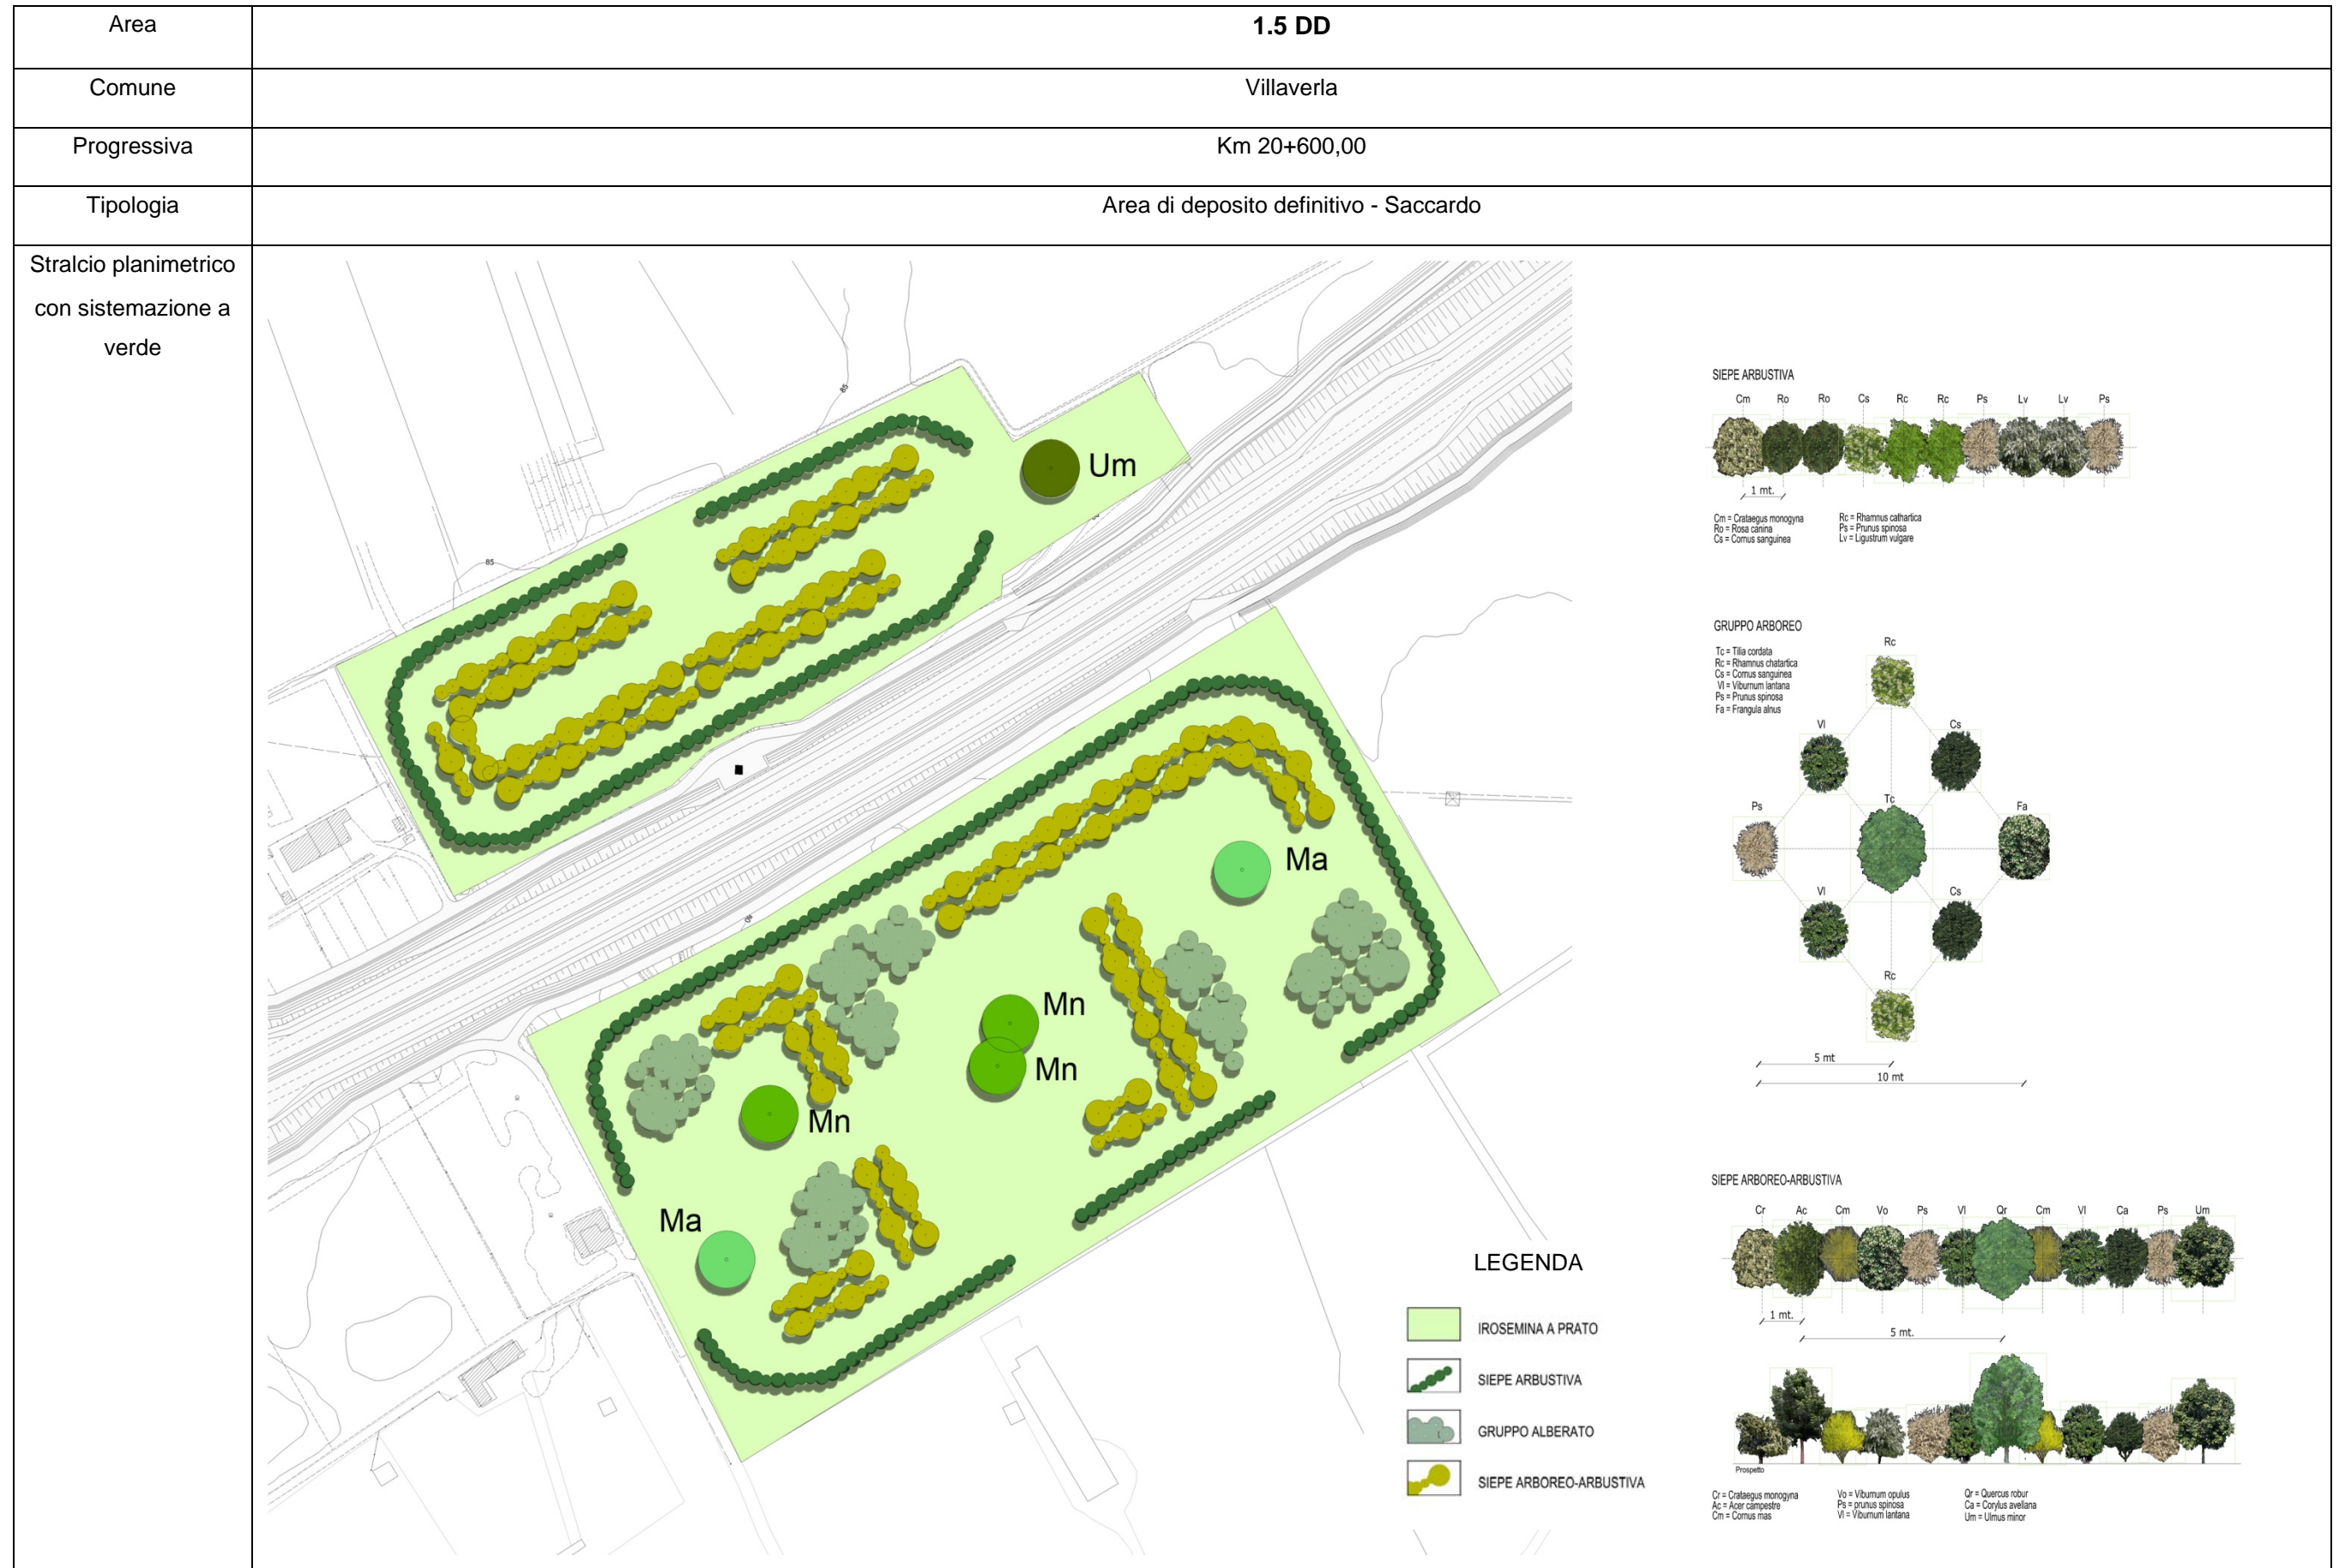 Area
1.5 DD
Comune
Villaverla
Progressiva
Km 20+600,00
Tipologia
Area di deposito definitivo - Saccardo
Stralcio planimetrico
con sistemazione a
verde
85
85
Um
Ma
Mn
Mn
Mn
Ma
LEGENDA
IROSEMINA A PRATO
SIEPE ARBUSTIVA
GRUPPO ALBERATO
SIEPE ARBOREO-ARBUSTIVA
SIEPE ARBUSTIVA
Cm Ro Ro Cs Rc Rc Ps Lv Lv Ps
1 mt.
Cm = Crataegus monogyna
Ro = Rosa canina
Cs = Cornus sanguinea
Rc = Rhamnus cathartica
Ps = Prunus spinosa
Lv = Ligustrum vulgare
GRUPPO ARBOREO
Tc = Tilia cordata
Rc = Rhamnus chatartica
Cs = Cornus sanguinea
Vl = Viburnum lantana
Ps = Prunus spinosa
Fa = Frangula alnus
Rc
Vl Cs
Ps Tc Fa
Vl Cs
Rc
5 mt
10 mt
SIEPE ARBOREO-ARBUSTIVA
Cr Ac Cm Vo Ps Vl Qr Cm Vl Ca Ps Um
1 mt.
5 mt.
Prospetto
Cr = Crataegus monogyna
Ac = Acer campestre
Cm = Cornus mas
Vo = Viburnum opulus
Ps = prunus spinosa
Vl = Viburnum lantana
Qr = Quercus robur
Ca = Corylus avellana
Um = Ulmus minor